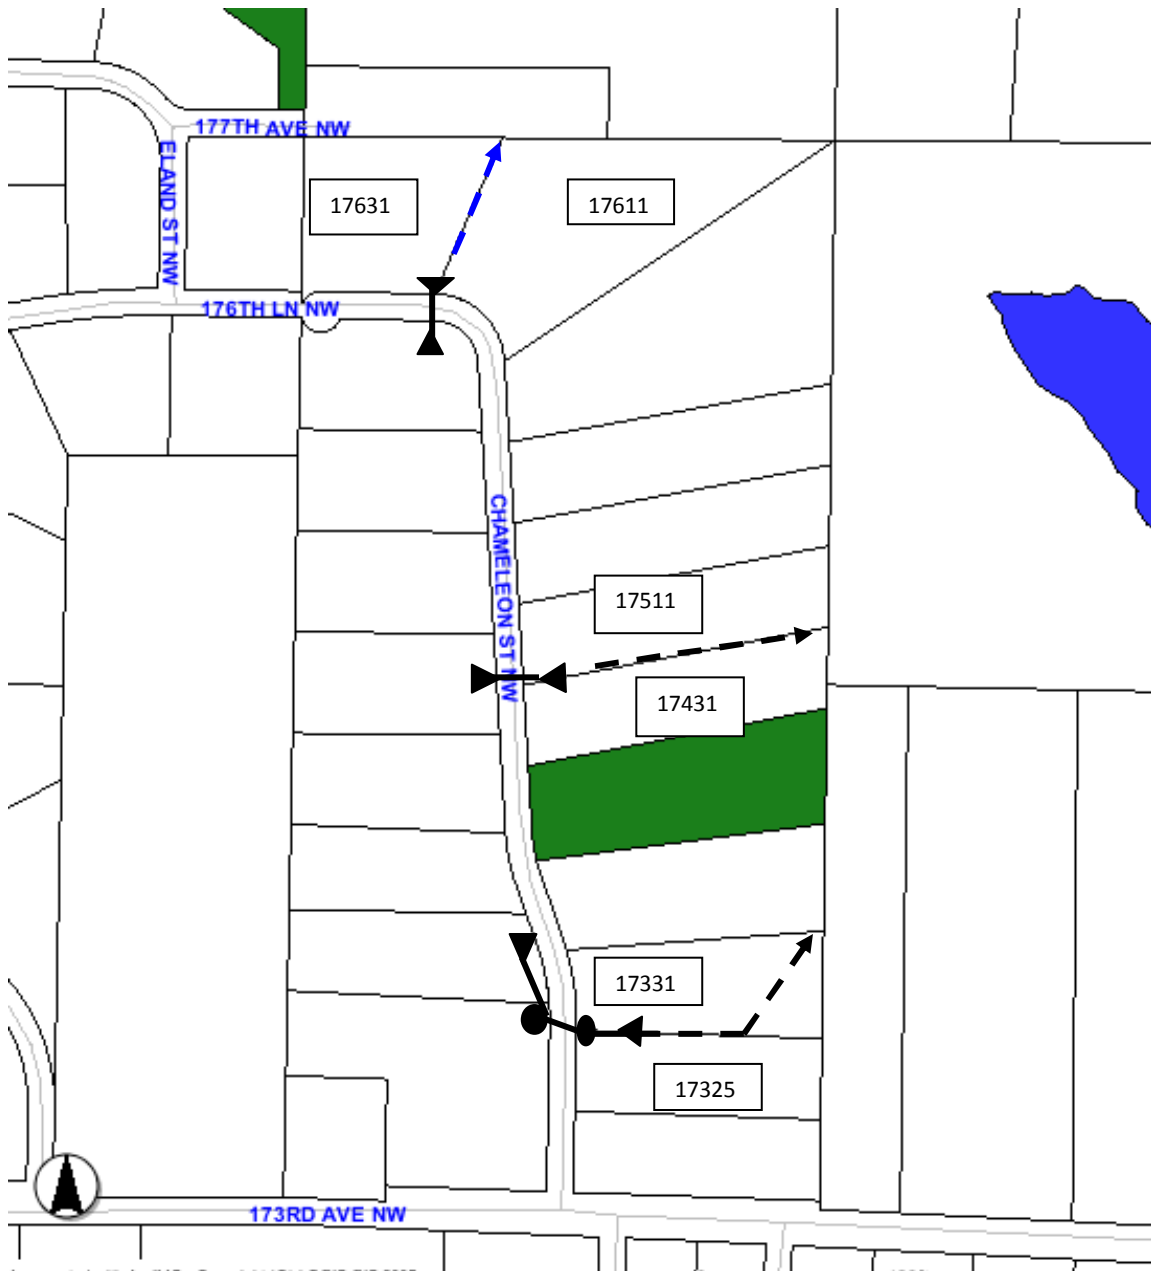 177TH AVE NW
ELAND ST NW
17631
17611
176TH LN NW
CHAMELEON ST NW
17511
17431
17331
17325
173RD AVE NW